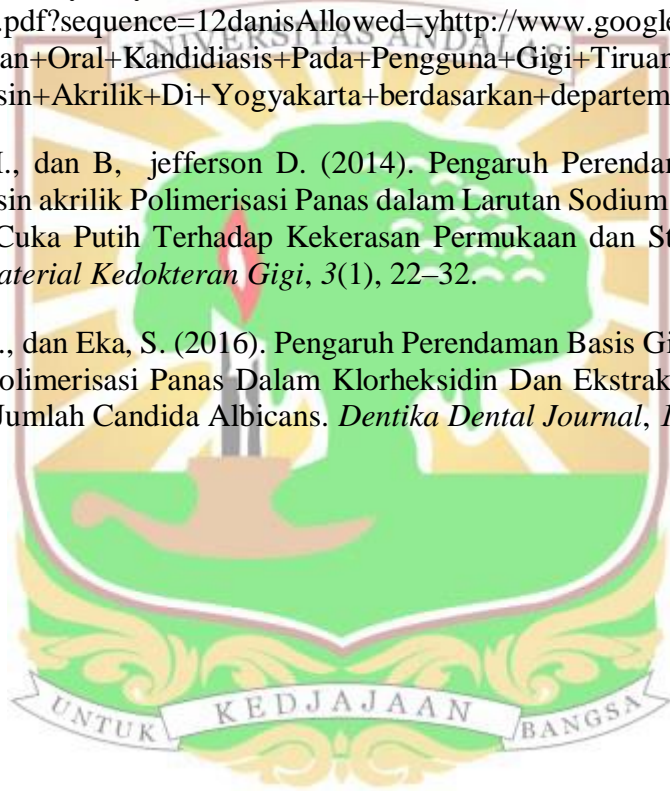 .pdf?sequence=12danisAllowed=yhttp://www.google
UNIVERSITAS ANDALAS
an+Oral+Kandidiasis+Pada+Pengguna+Gigi+Tiruan
sin+Akrilik+Di+Yogyakarta+berdasarkan+departem
I., dan B, jefferson D. (2014). Pengaruh Perendam
sin akrilik Polimerisasi Panas dalam Larutan Sodium
Cuka Putih Terhadap Kekerasan Permukaan dan St
aterial Kedokteran Gigi, 3(1), 22–32.
., dan Eka, S. (2016). Pengaruh Perendaman Basis Gi
olimerisasi Panas Dalam Klorheksidin Dan Ekstrak
Jumlah Candida Albicans. Dentika Dental Journal, 1
UNTUK KEDJAJAAN BANGSA